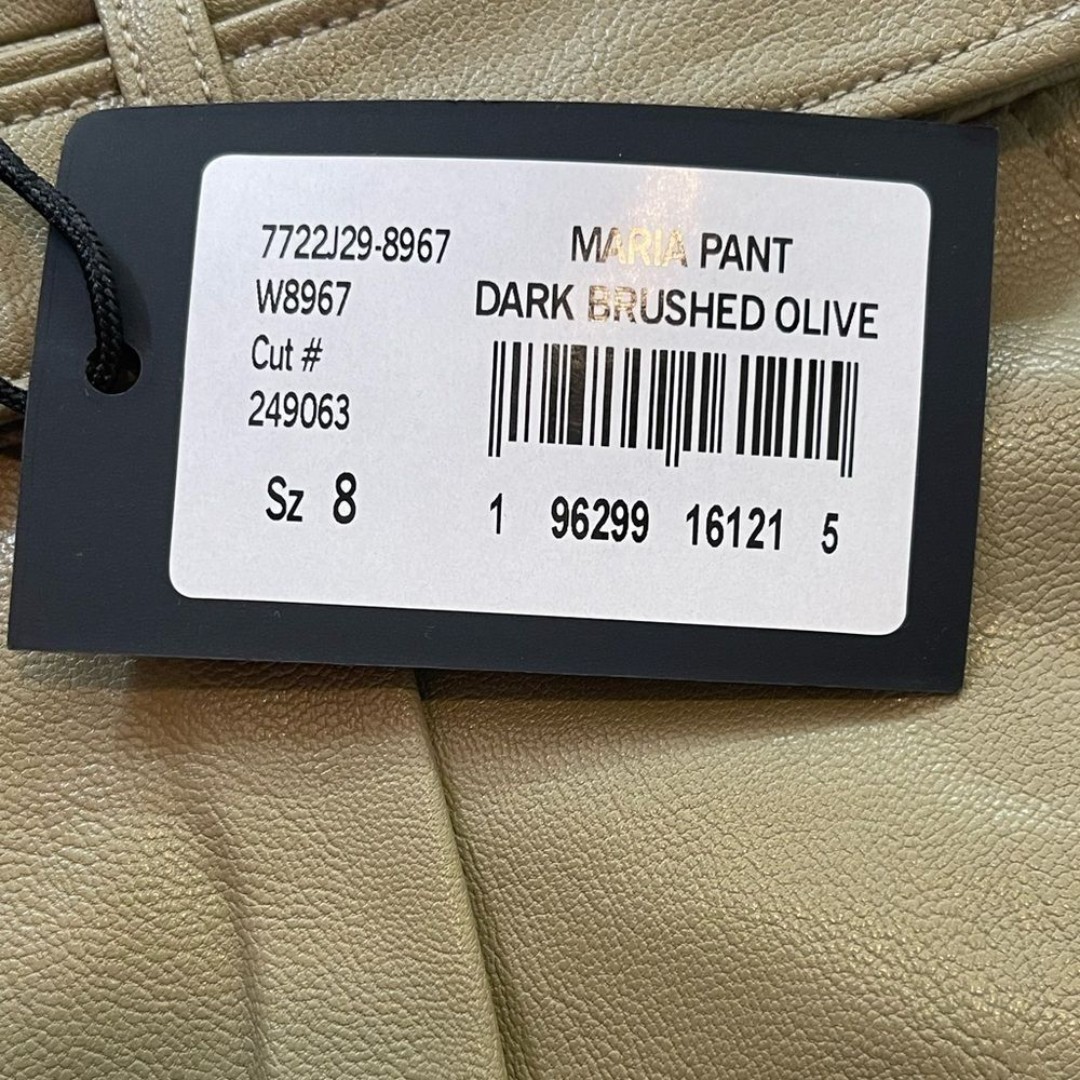 7722J29-8967
W8967
Cut #
249063
Sz 8
MARIA PANT
DARK BRUSHED OLIVE
1 96299 16121 5